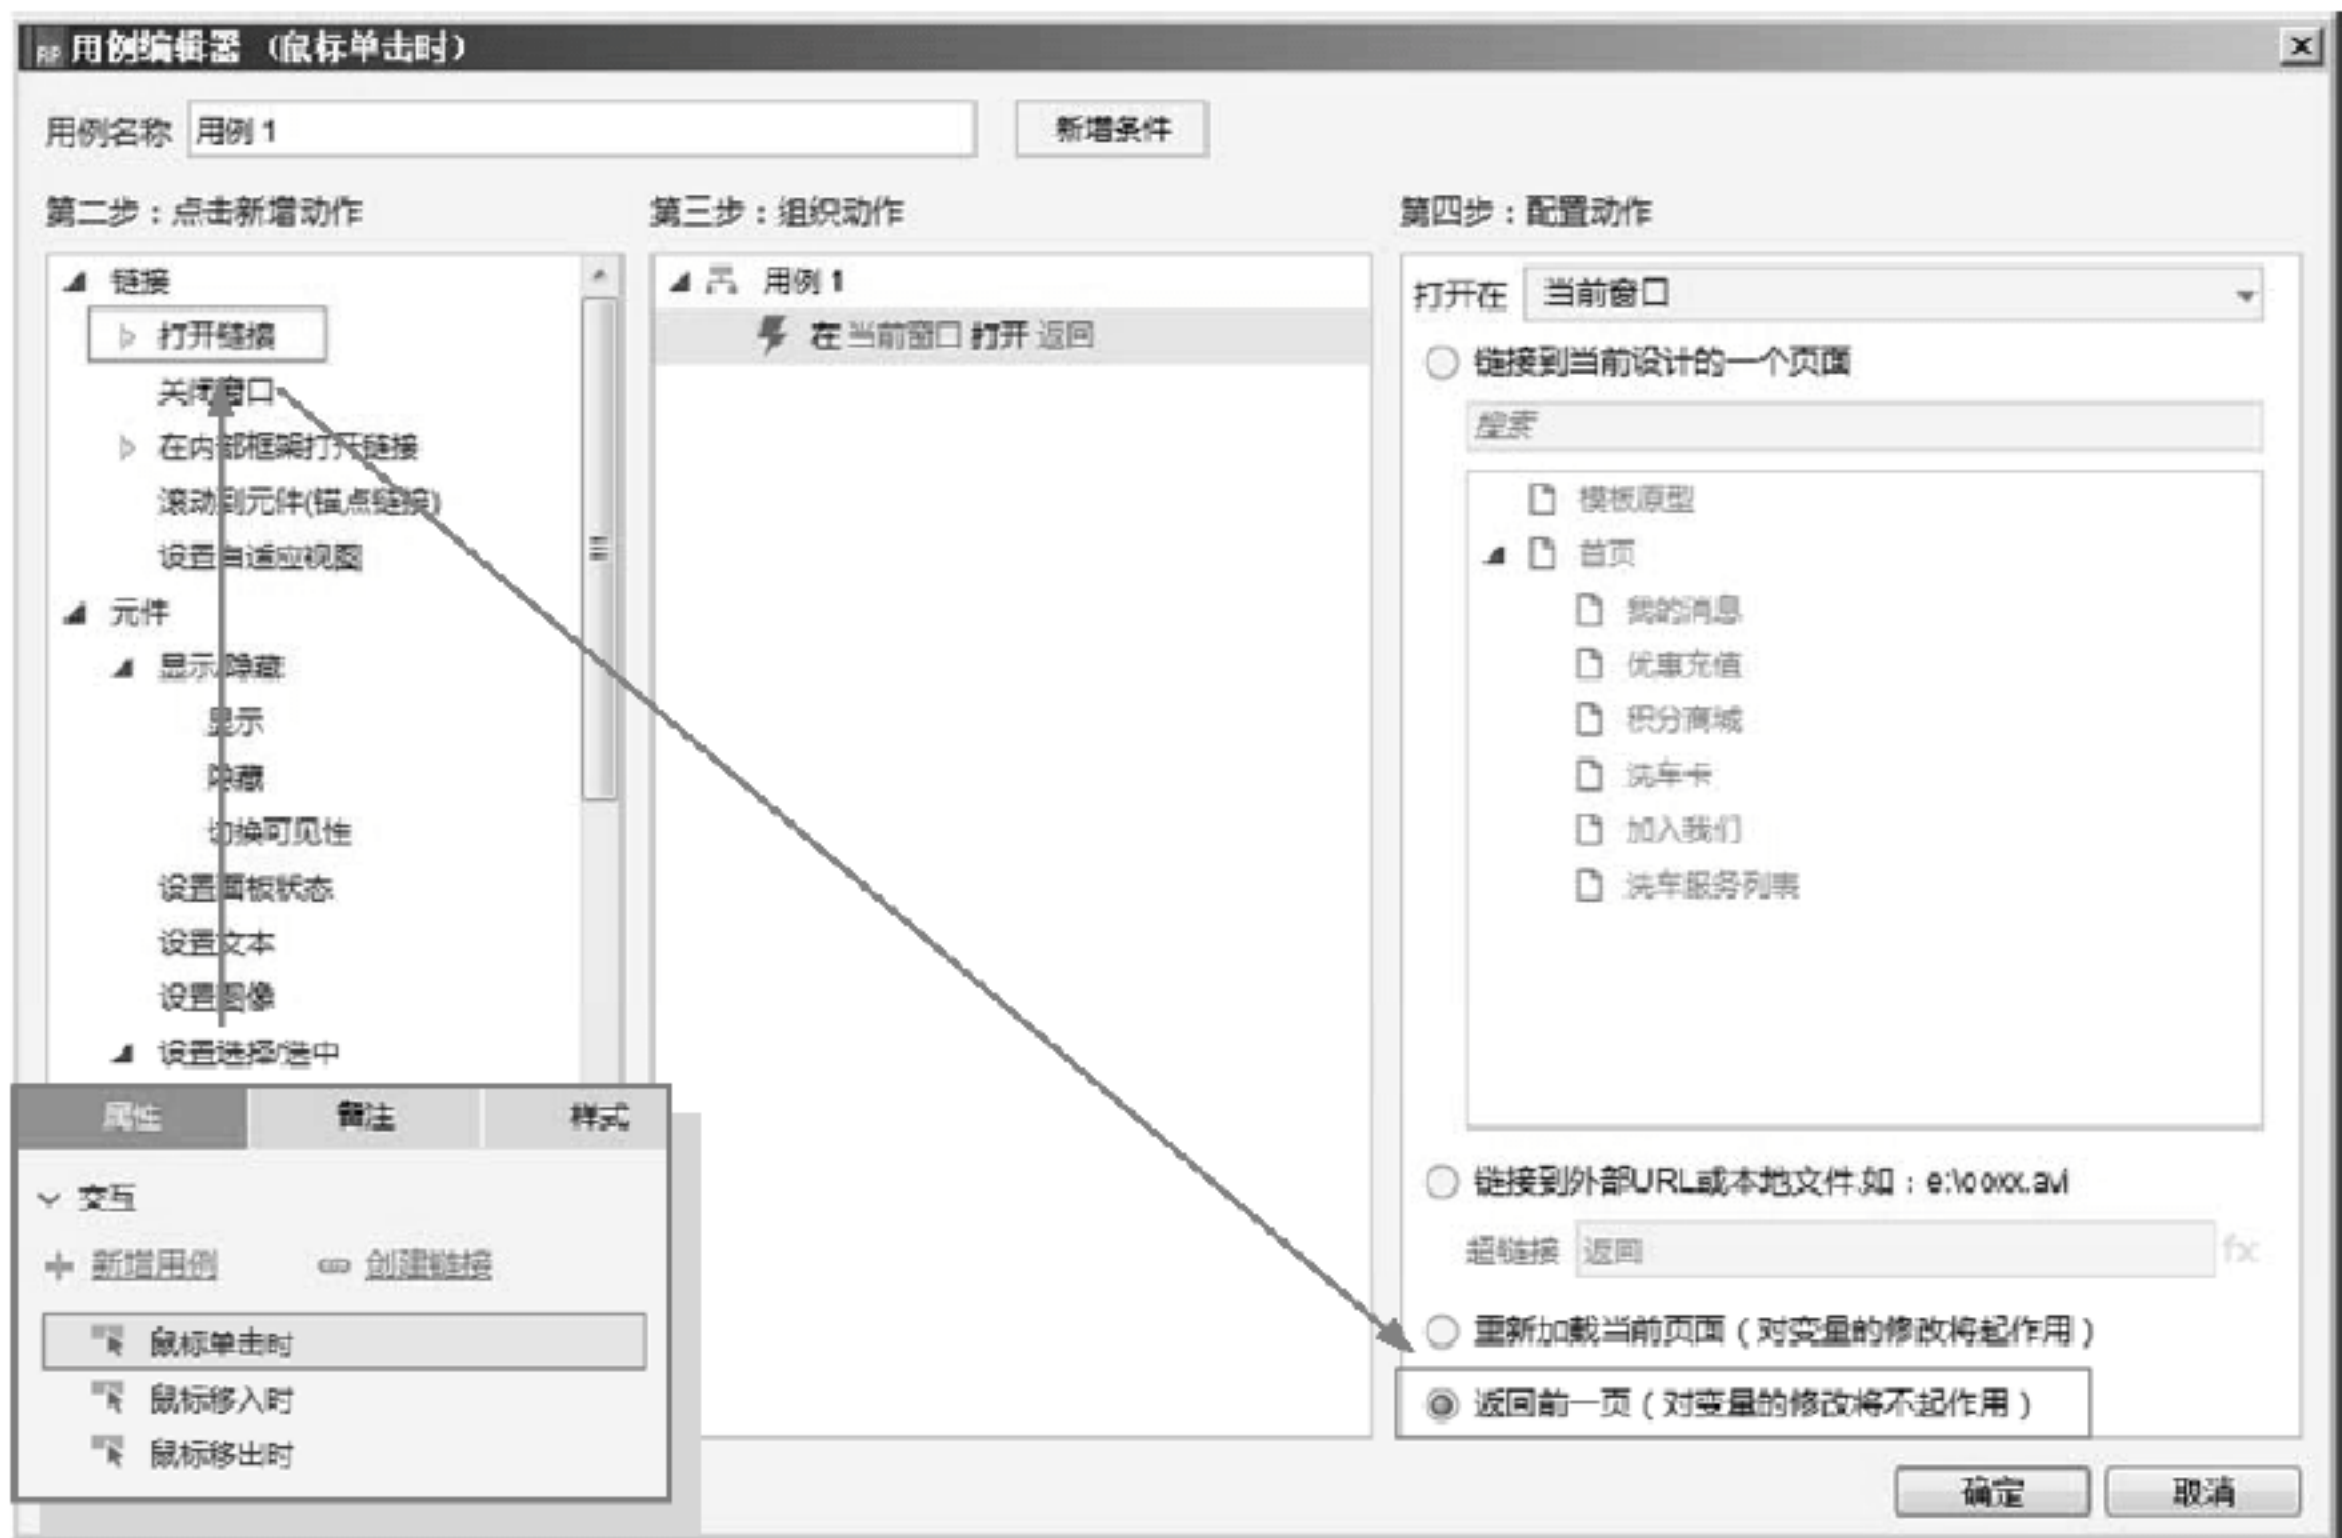 RP 用例编辑器 （鼠标单击时）
用例名称 用例 1 新增条件
第二步：点击新增动作
链接
打开链接
关闭窗口
在内部框架打开链接
滚动到元件(锚点链接)
设置自适应视图
元件
显示/隐藏
显示
隐藏
切换可见性
设置面板状态
设置文本
设置图像
设置选择/选中
属性 备注 样式
交互
新增用例 创建链接
鼠标单击时
鼠标移入时
鼠标移出时
第三步：组织动作
用例 1
在 当前窗口 打开 返回
第四步：配置动作
打开在 当前窗口
链接到当前设计的一个页面
搜索
模板原型
首页
我的消息
优惠充值
积分商城
洗车卡
加入我们
洗车服务列表
链接到外部URL或本地文件,如：e:\ooxx.avi
超链接 返回 fx
重新加载当前页面（对变量的修改将起作用）
返回前一页（对变量的修改将不起作用）
确定 取消